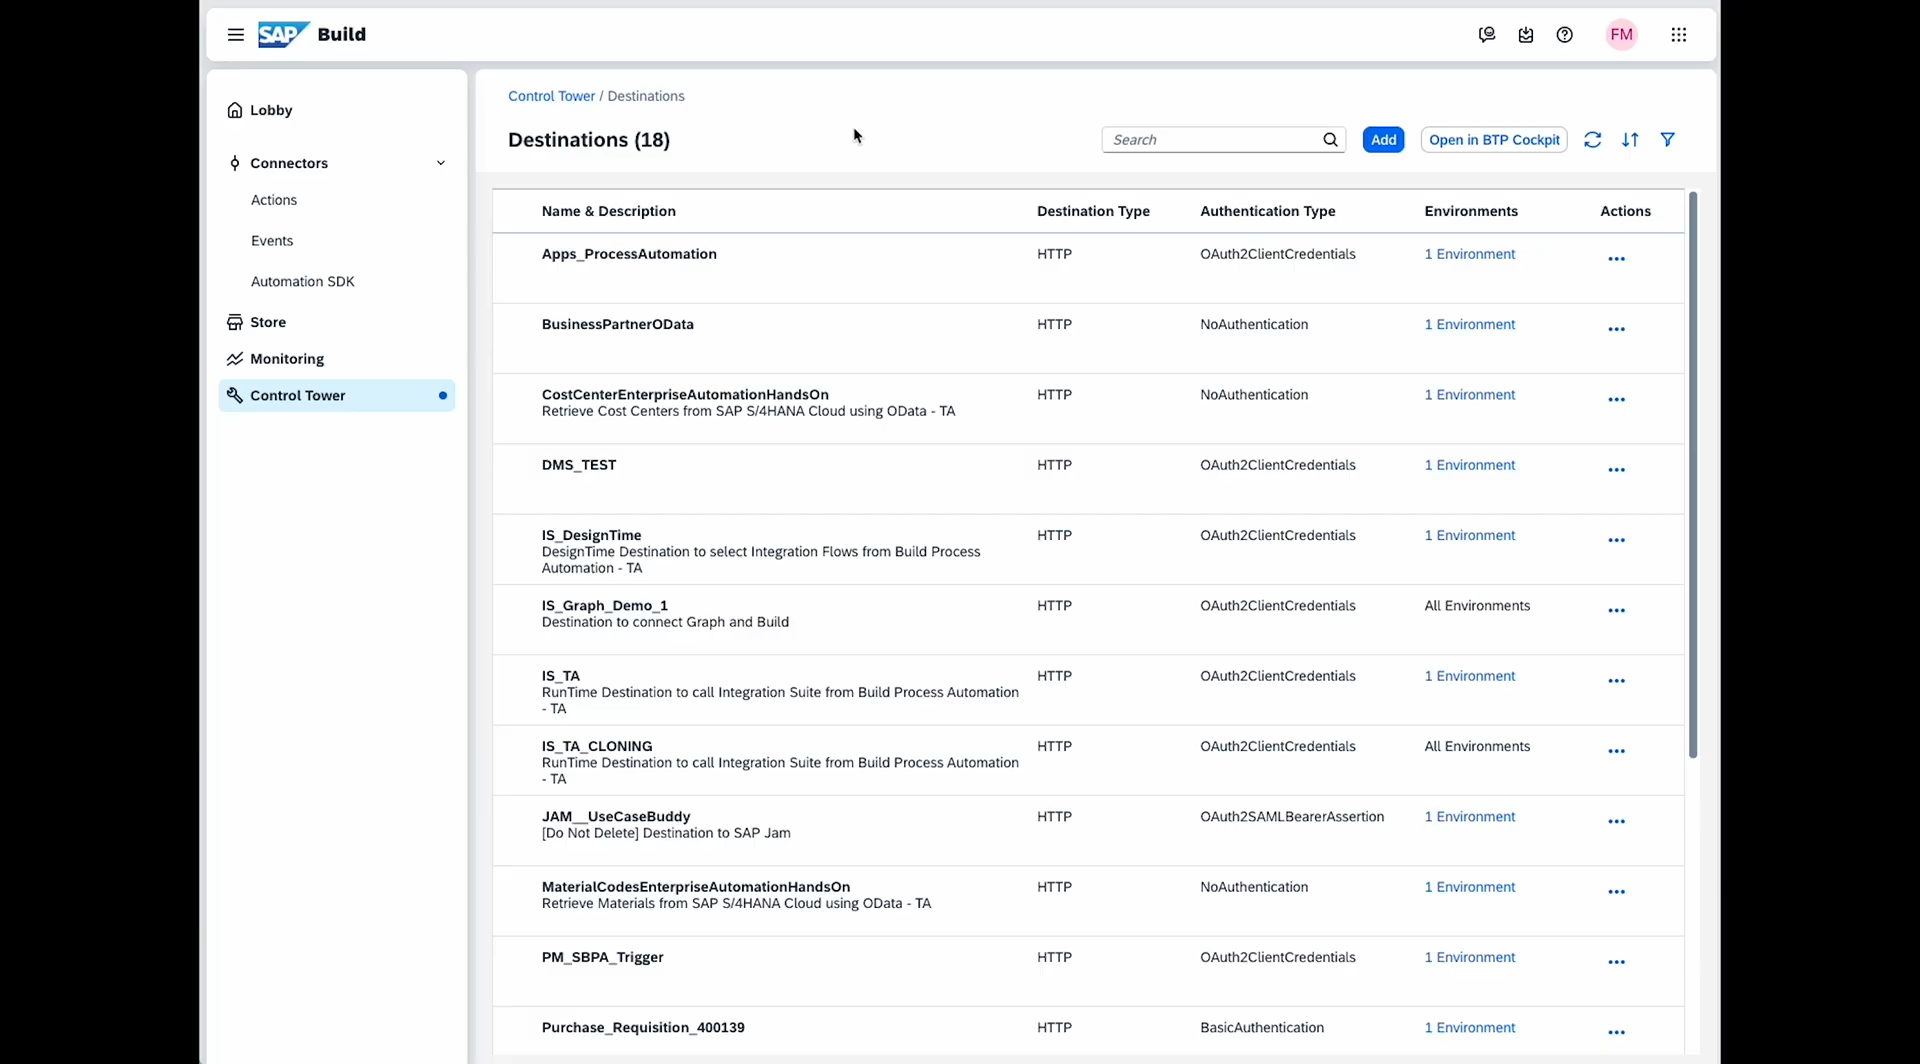 SAP Build
FM
Lobby
Connectors
Actions
Events
Automation SDK
Store
Monitoring
Control Tower
Control Tower / Destinations
Destinations (18)
Search
Add
Open in BTP Cockpit
Name & Description Destination Type Authentication Type Environments Actions
Apps_ProcessAutomation HTTP OAuth2ClientCredentials 1 Environment
BusinessPartnerOData HTTP NoAuthentication 1 Environment
CostCenterEnterpriseAutomationHandsOn HTTP NoAuthentication 1 Environment
Retrieve Cost Centers from SAP S/4HANA Cloud using OData - TA
DMS_TEST HTTP OAuth2ClientCredentials 1 Environment
IS_DesignTime HTTP OAuth2ClientCredentials 1 Environment
DesignTime Destination to select Integration Flows from Build Process
Automation - TA
IS_Graph_Demo_1 HTTP OAuth2ClientCredentials All Environments
Destination to connect Graph and Build
IS_TA HTTP OAuth2ClientCredentials 1 Environment
RunTime Destination to call Integration Suite from Build Process Automation
- TA
IS_TA_CLONING HTTP OAuth2ClientCredentials All Environments
RunTime Destination to call Integration Suite from Build Process Automation
- TA
JAM__UseCaseBuddy HTTP OAuth2SAMLBearerAssertion 1 Environment
[Do Not Delete] Destination to SAP Jam
MaterialCodesEnterpriseAutomationHandsOn HTTP NoAuthentication 1 Environment
Retrieve Materials from SAP S/4HANA Cloud using OData - TA
PM_SBPA_Trigger HTTP OAuth2ClientCredentials 1 Environment
Purchase_Requisition_400139 HTTP BasicAuthentication 1 Environment